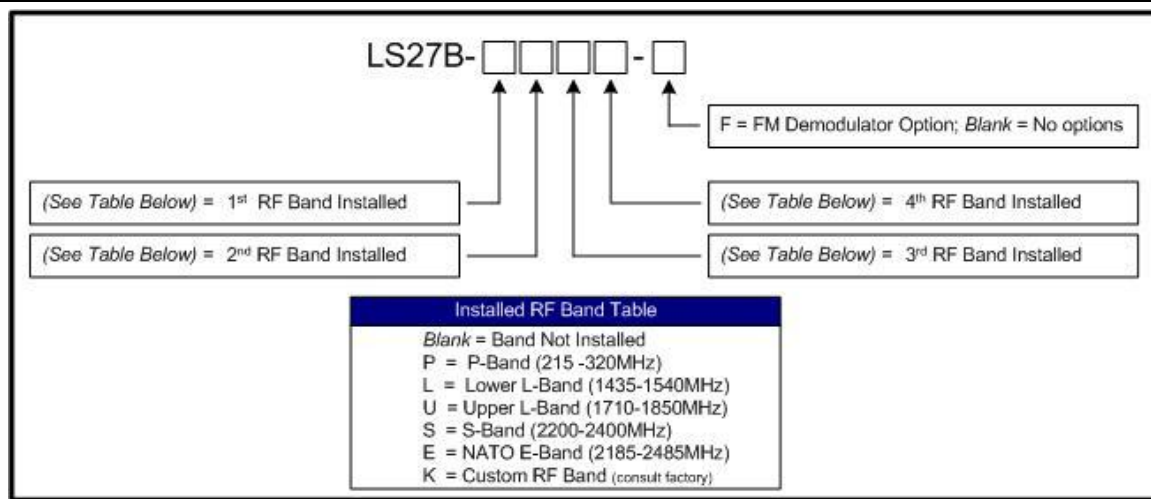 LS27B-□□□□-□
F = FM Demodulator Option; Blank = No options
(See Table Below) = 1st RF Band Installed
(See Table Below) = 4th RF Band Installed
(See Table Below) = 2nd RF Band Installed
(See Table Below) = 3rd RF Band Installed
Installed RF Band Table
Blank = Band Not Installed
P = P-Band (215 -320MHz)
L = Lower L-Band (1435-1540MHz)
U = Upper L-Band (1710-1850MHz)
S = S-Band (2200-2400MHz)
E = NATO E-Band (2185-2485MHz)
K = Custom RF Band (consult factory)